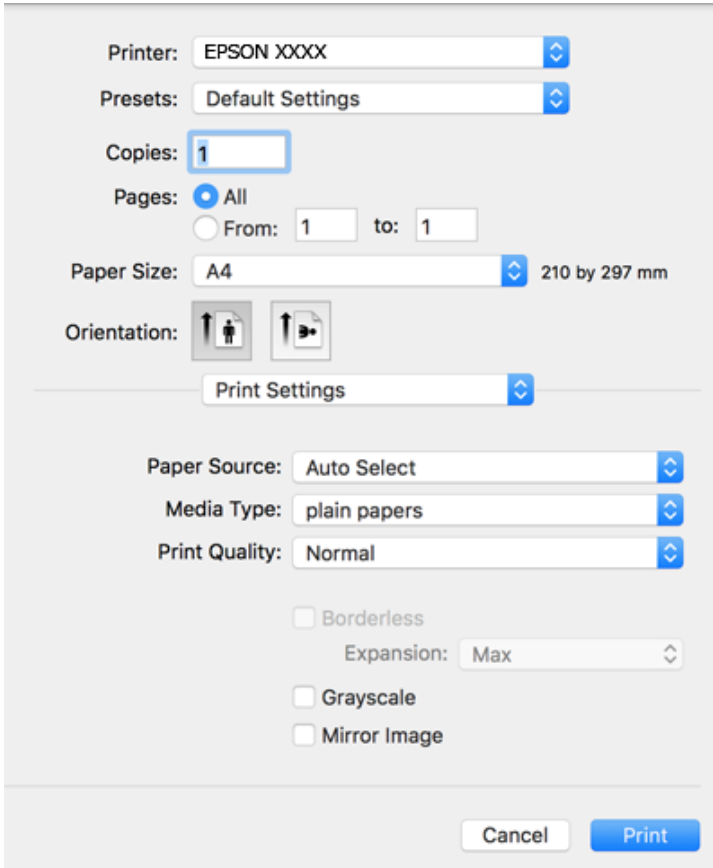 Printer: EPSON XXXX
Presets: Default Settings
Copies: 1
Pages: All
From: 1 to: 1
Paper Size: A4 210 by 297 mm
Orientation:
Print Settings
Paper Source: Auto Select
Media Type: plain papers
Print Quality: Normal
Borderless
Expansion: Max
Grayscale
Mirror Image
Cancel Print